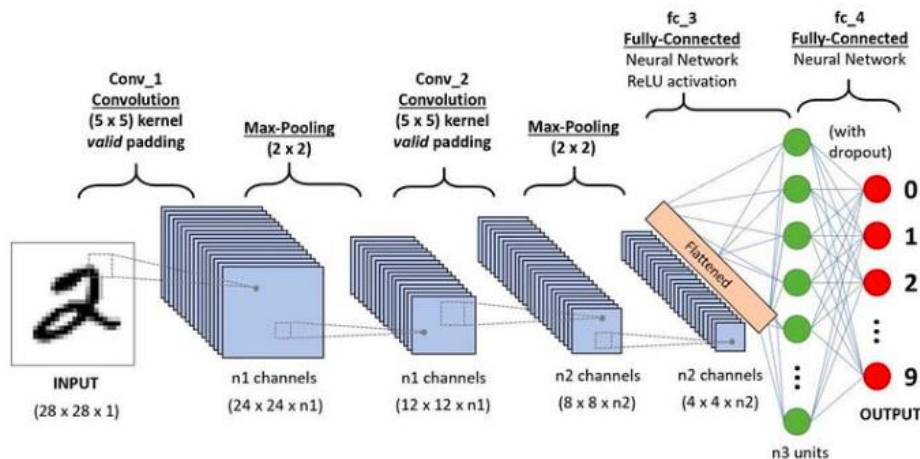 Conv_1
Convolution
(5 x 5) kernel
valid padding
Max-Pooling
(2 x 2)
Conv_2
Convolution
(5 x 5) kernel
valid padding
Max-Pooling
(2 x 2)
fc_3
Fully-Connected
Neural Network
ReLU activation
fc_4
Fully-Connected
Neural Network
(with
dropout)
Flattened
0
1
2
9
OUTPUT
2
INPUT
(28 x 28 x 1)
n1 channels
(24 x 24 x n1)
n1 channels
(12 x 12 x n1)
n2 channels
(8 x 8 x n2)
n2 channels
(4 x 4 x n2)
n3 units